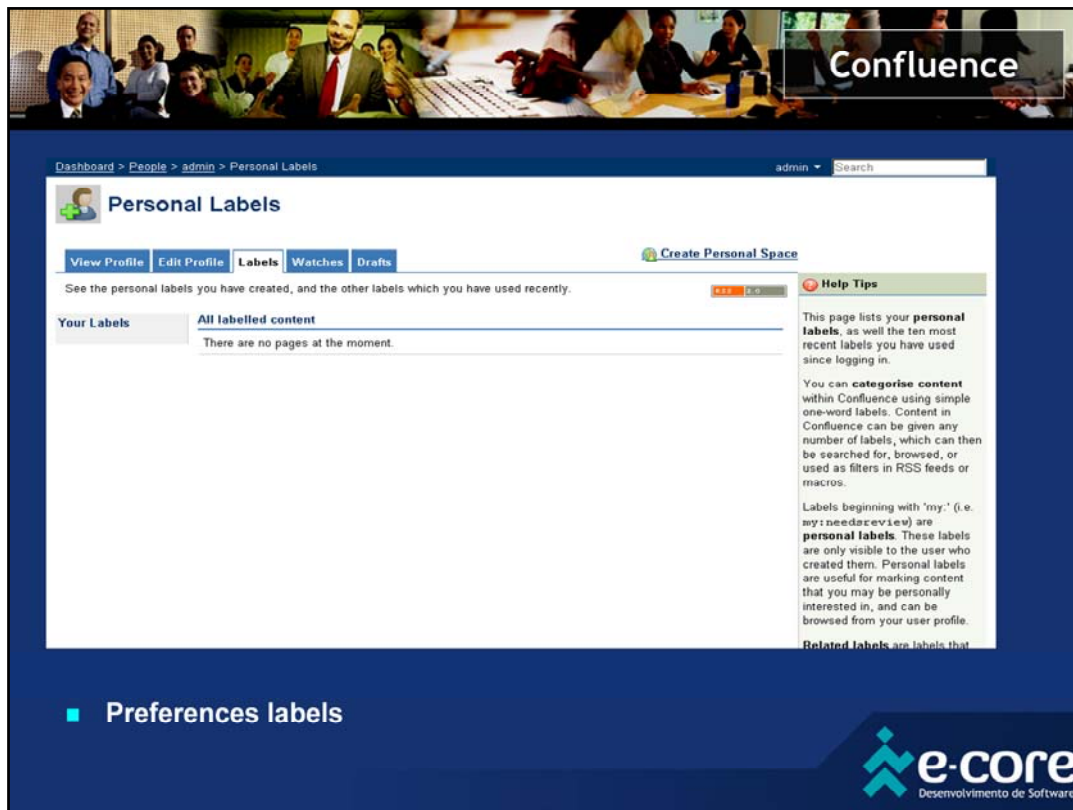 Confluence
Dashboard > People > admin > Personal Labels
admin
Search
Personal Labels
View Profile
Edit Profile
Labels
Watches
Drafts
Create Personal Space
See the personal labels you have created, and the other labels which you have used recently.
RSS 2.0
Your Labels
All labelled content
There are no pages at the moment.
Help Tips
This page lists your personal
labels, as well the ten most
recent labels you have used
since logging in.
You can categorise content
within Confluence using simple
one-word labels. Content in
Confluence can be given any
number of labels, which can then
be searched for, browsed, or
used as filters in RSS feeds or
macros.
Labels beginning with 'my:' (i.e.
my:needsreview) are
personal labels. These labels
are only visible to the user who
created them. Personal labels
are useful for marking content
that you may be personally
interested in, and can be
browsed from your user profile.
Related labels are labels that
Preferences labels
e-core
Desenvolvimento de Software